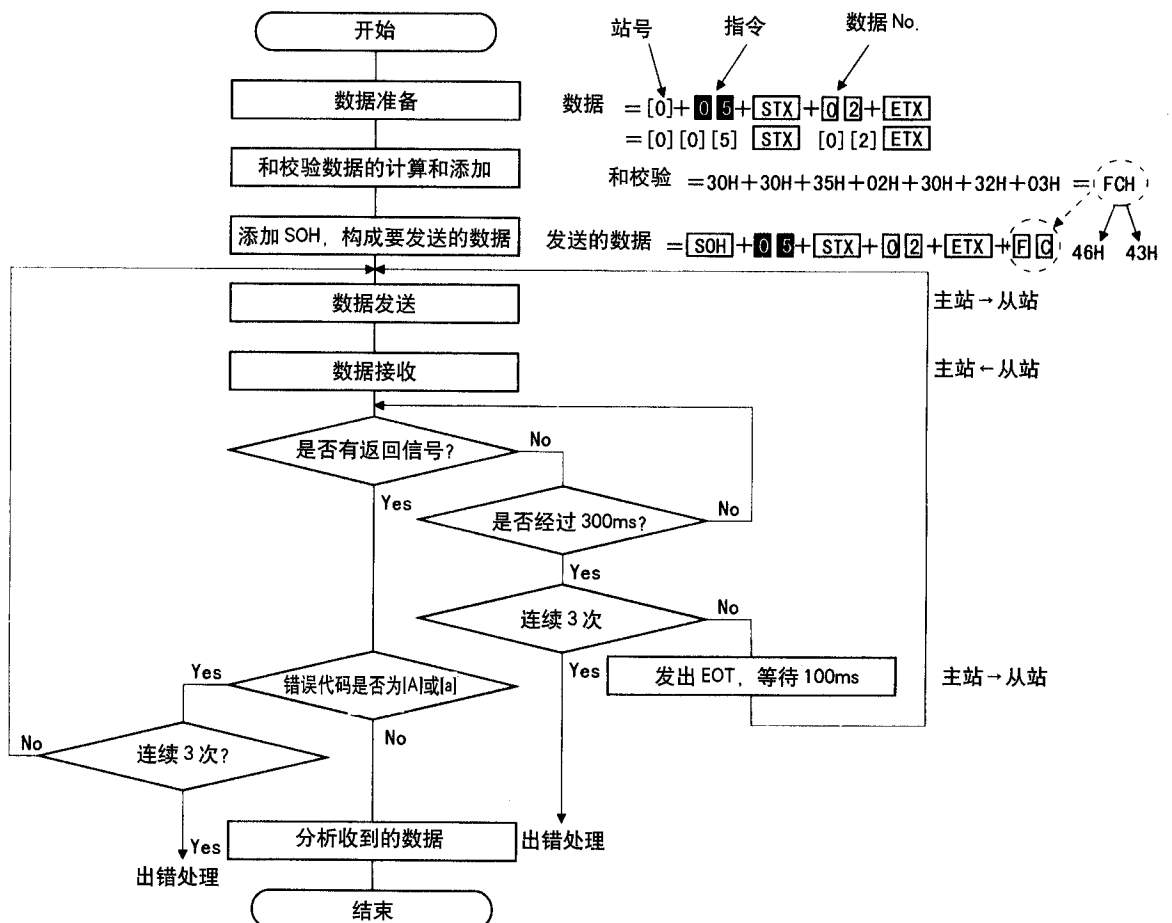 开始
站号 指令 数据 No.
数据准备
数据 =[0]+ 0 5 + STX + 0 2 + ETX
=[0][0][5] STX [0][2] ETX
和校验数据的计算和添加
和校验 =30H+30H+35H+02H+30H+32H+03H =FCH
添加 SOH，构成要发送的数据
发送的数据 = SOH + 0 5 + STX + 0 2 + ETX + F C 46H 43H
数据发送
主站→从站
数据接收
主站←从站
是否有返回信号?
No
Yes
是否经过 300ms?
No
Yes
连续 3 次
No
Yes
发出 EOT，等待 100ms
主站→从站
错误代码是否为[A]或[a]
Yes
No
连续 3 次?
No
Yes
出错处理
分析收到的数据
出错处理
结束